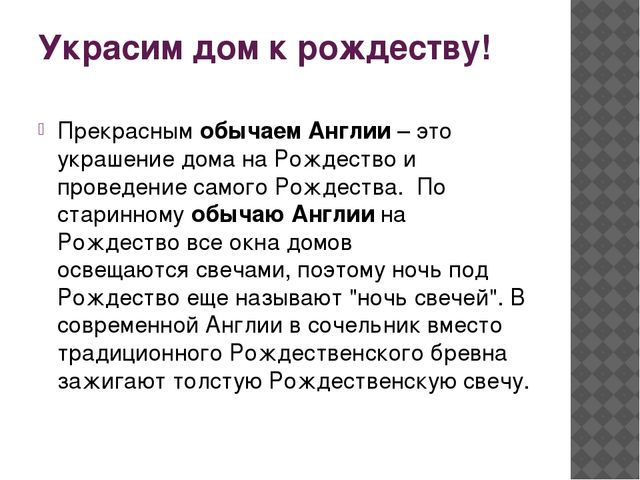 Украсим дом к рождеству!
Прекрасным обычаем Англии – это
украшение дома на Рождество и
проведение самого Рождества.  По
старинному обычаю Англии на
Рождество все окна домов
освещаются свечами, поэтому ночь под
Рождество еще называют "ночь свечей". В
современной Англии в сочельник вместо
традиционного Рождественского бревна
зажигают толстую Рождественскую свечу.